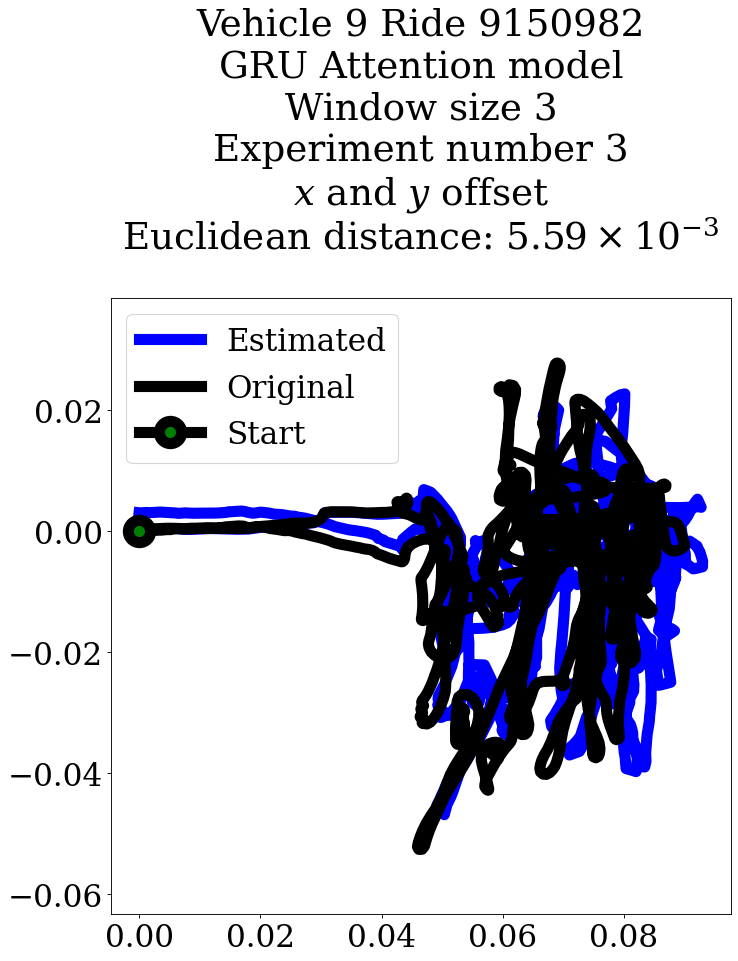 Vehicle 9 Ride 9150982
GRU Attention model
Window size 3
Experiment number 3
x and y offset
Euclidean distance: 5.59 × 10⁻³
Estimated
Original
Start
0.02
0.00
−0.02
−0.04
−0.06
0.00 0.02 0.04 0.06 0.08